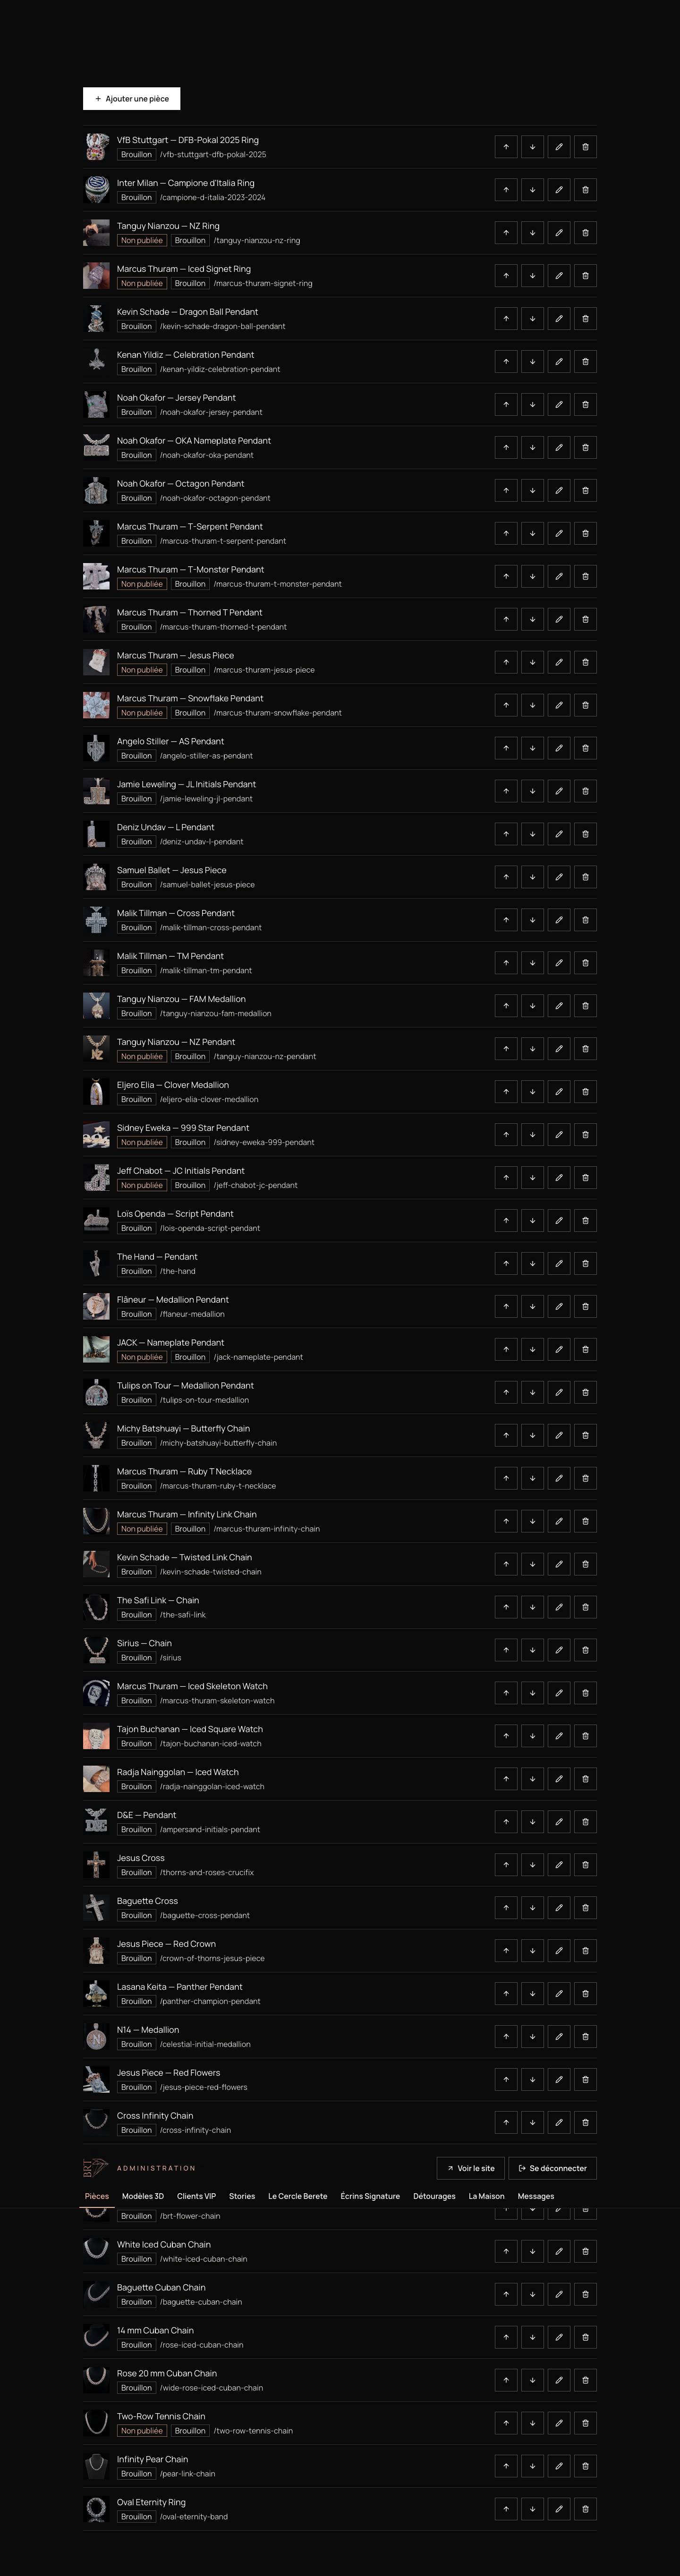 + Ajouter une pièce
VfB Stuttgart — DFB-Pokal 2025 Ring
Brouillon /vfb-stuttgart-dfb-pokal-2025
Inter Milan — Campione d'Italia Ring
Brouillon /campione-d-italia-2023-2024
Tanguy Nianzou — NZ Ring
Non publiée Brouillon /tanguy-nianzou-nz-ring
Marcus Thuram — Iced Signet Ring
Non publiée Brouillon /marcus-thuram-signet-ring
Kevin Schade — Dragon Ball Pendant
Brouillon /kevin-schade-dragon-ball-pendant
Kenan Yildiz — Celebration Pendant
Brouillon /kenan-yildiz-celebration-pendant
Noah Okafor — Jersey Pendant
Brouillon /noah-okafor-jersey-pendant
Noah Okafor — OKA Nameplate Pendant
Brouillon /noah-okafor-oka-pendant
Noah Okafor — Octagon Pendant
Brouillon /noah-okafor-octagon-pendant
Marcus Thuram — T-Serpent Pendant
Brouillon /marcus-thuram-t-serpent-pendant
Marcus Thuram — T-Monster Pendant
Non publiée Brouillon /marcus-thuram-t-monster-pendant
Marcus Thuram — Thorned T Pendant
Brouillon /marcus-thuram-thorned-t-pendant
Marcus Thuram — Jesus Piece
Non publiée Brouillon /marcus-thuram-jesus-piece
Marcus Thuram — Snowflake Pendant
Non publiée Brouillon /marcus-thuram-snowflake-pendant
Angelo Stiller — AS Pendant
Brouillon /angelo-stiller-as-pendant
Jamie Leweling — JL Initials Pendant
Brouillon /jamie-leweling-jl-pendant
Deniz Undav — L Pendant
Brouillon /deniz-undav-l-pendant
Samuel Ballet — Jesus Piece
Brouillon /samuel-ballet-jesus-piece
Malik Tillman — Cross Pendant
Brouillon /malik-tillman-cross-pendant
Malik Tillman — TM Pendant
Brouillon /malik-tillman-tm-pendant
Tanguy Nianzou — FAM Medallion
Brouillon /tanguy-nianzou-fam-medallion
Tanguy Nianzou — NZ Pendant
Non publiée Brouillon /tanguy-nianzou-nz-pendant
Eljero Elia — Clover Medallion
Brouillon /eljero-elia-clover-medallion
Sidney Eweka — 999 Star Pendant
Non publiée Brouillon /sidney-eweka-999-pendant
Jeff Chabot — JC Initials Pendant
Non publiée Brouillon /jeff-chabot-jc-pendant
Loïs Openda — Script Pendant
Brouillon /lois-openda-script-pendant
The Hand — Pendant
Brouillon /the-hand
Flâneur — Medallion Pendant
Brouillon /flaneur-medallion
JACK — Nameplate Pendant
Non publiée Brouillon /jack-nameplate-pendant
Tulips on Tour — Medallion Pendant
Brouillon /tulips-on-tour-medallion
Michy Batshuayi — Butterfly Chain
Brouillon /michy-batshuayi-butterfly-chain
Marcus Thuram — Ruby T Necklace
Brouillon /marcus-thuram-ruby-t-necklace
Marcus Thuram — Infinity Link Chain
Non publiée Brouillon /marcus-thuram-infinity-chain
Kevin Schade — Twisted Link Chain
Brouillon /kevin-schade-twisted-chain
The Safi Link — Chain
Brouillon /the-safi-link
Sirius — Chain
Brouillon /sirius
Marcus Thuram — Iced Skeleton Watch
Brouillon /marcus-thuram-skeleton-watch
Tajon Buchanan — Iced Square Watch
Brouillon /tajon-buchanan-iced-watch
Radja Nainggolan — Iced Watch
Brouillon /radja-nainggolan-iced-watch
D&E — Pendant
Brouillon /ampersand-initials-pendant
Jesus Cross
Brouillon /thorns-and-roses-crucifix
Baguette Cross
Brouillon /baguette-cross-pendant
Jesus Piece — Red Crown
Brouillon /crown-of-thorns-jesus-piece
Lasana Keita — Panther Pendant
Brouillon /panther-champion-pendant
N14 — Medallion
Brouillon /celestial-initial-medallion
Jesus Piece — Red Flowers
Brouillon /jesus-piece-red-flowers
Cross Infinity Chain
Brouillon /cross-infinity-chain
BRT ADMINISTRATION Voir le site Se déconnecter
Pièces Modèles 3D Clients VIP Stories Le Cercle Berete Écrins Signature Détourages La Maison Messages
Brouillon /brt-flower-chain
White Iced Cuban Chain
Brouillon /white-iced-cuban-chain
Baguette Cuban Chain
Brouillon /baguette-cuban-chain
14 mm Cuban Chain
Brouillon /rose-iced-cuban-chain
Rose 20 mm Cuban Chain
Brouillon /wide-rose-iced-cuban-chain
Two-Row Tennis Chain
Non publiée Brouillon /two-row-tennis-chain
Infinity Pear Chain
Brouillon /pear-link-chain
Oval Eternity Ring
Brouillon /oval-eternity-band